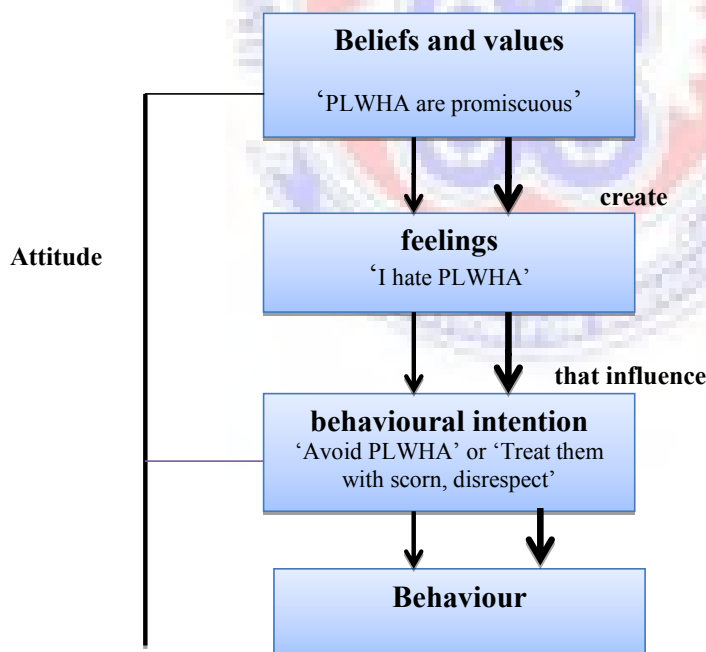 Beliefs and values
‘PLWHA are promiscuous’
create
feelings
‘I hate PLWHA’
Attitude
that influence
behavioural intention
‘Avoid PLWHA’ or ‘Treat them
with scorn, disrespect’
Behaviour